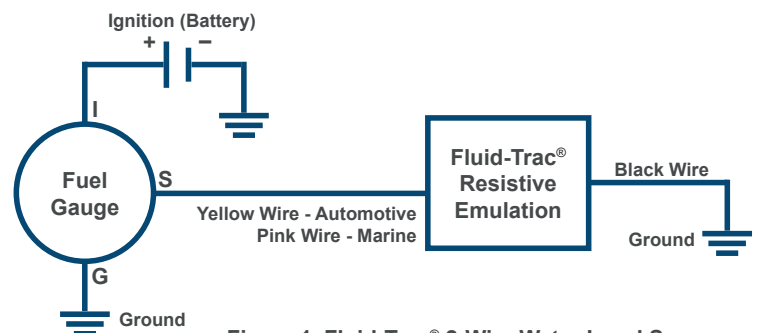 Ignition (Battery)
+ −
I
Fuel
Gauge
S
G
Ground
Yellow Wire - Automotive
Pink Wire - Marine
Fluid-Trac®
Resistive
Emulation
Black Wire
Ground